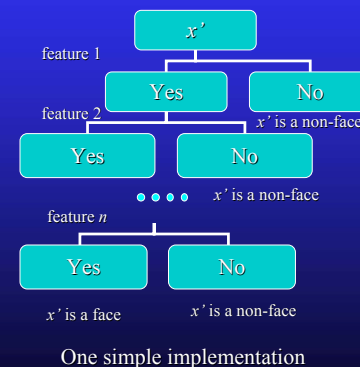 x’
feature 1
Yes
No
feature 2
x’ is a non-face
Yes
No
x’ is a non-face
feature n
Yes
No
x’ is a face
x’ is a non-face
One simple implementation